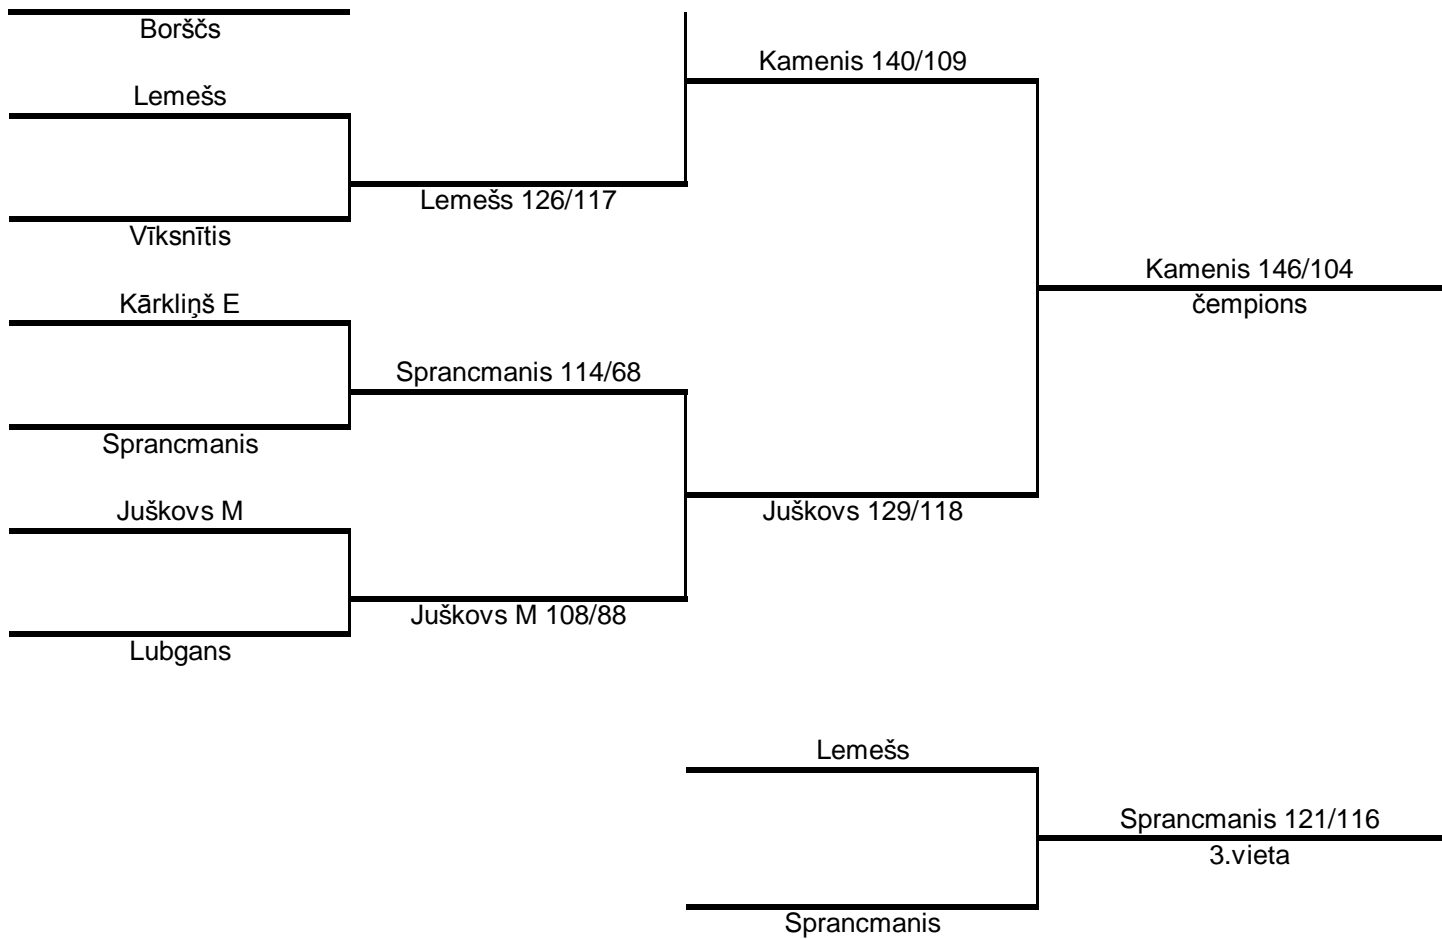 Borščs
Kamenis 140/109
Lemešs
Lemešs 126/117
Vīksnītis
Kamenis 146/104
čempions
Kārkliņš E
Sprancmanis 114/68
Sprancmanis
Juškovs M
Juškovs 129/118
Juškovs M 108/88
Lubgans
Lemešs
Sprancmanis 121/116
3.vieta
Sprancmanis